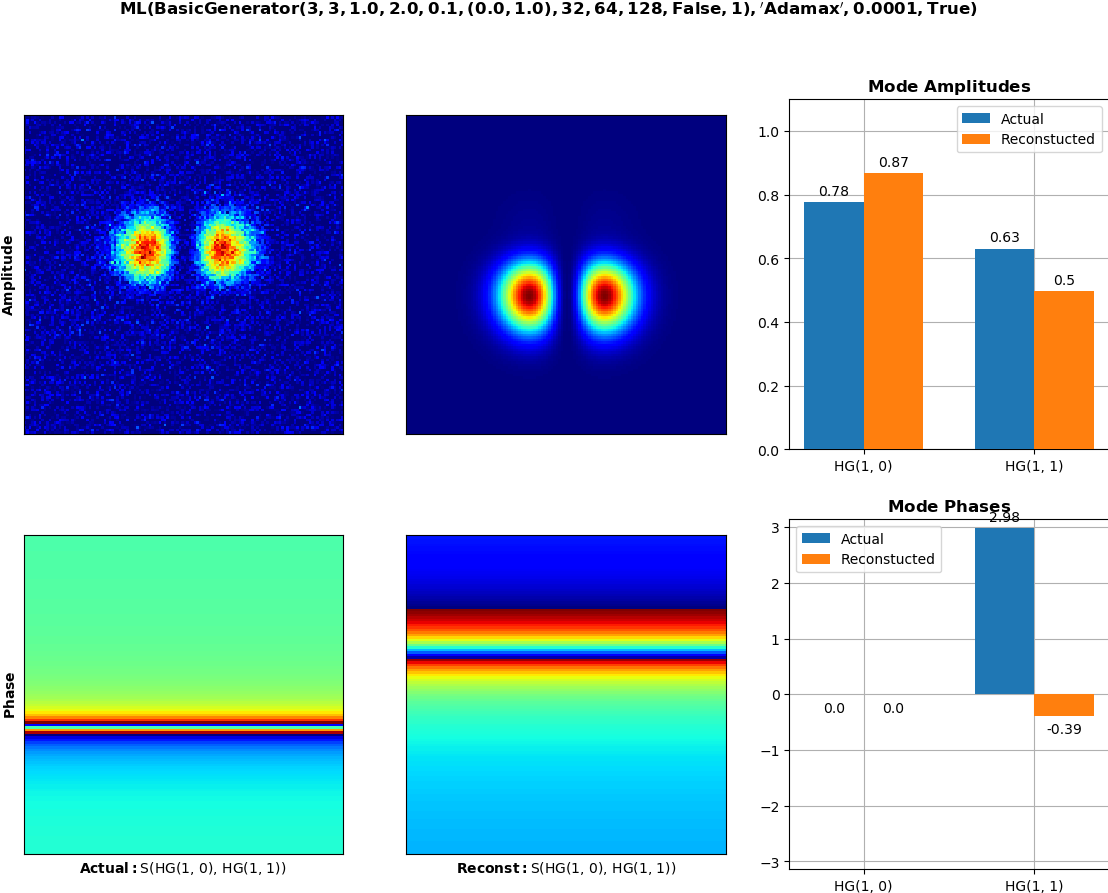 ML(BasicGenerator(3, 3, 1.0, 2.0, 0.1, (0.0, 1.0), 32, 64, 128, False, 1), 'Adamax', 0.0001, True)
Amplitude
Mode Amplitudes
Actual
Reconstucted
1.0
0.8
0.6
0.4
0.2
0.0
0.78
0.87
0.63
0.5
HG(1, 0)
HG(1, 1)
Phase
Actual: S(HG(1, 0), HG(1, 1))
Reconst: S(HG(1, 0), HG(1, 1))
Mode Phases
Actual
Reconstucted
3
2
1
0
−1
−2
−3
0.0
0.0
2.98
-0.39
HG(1, 0)
HG(1, 1)